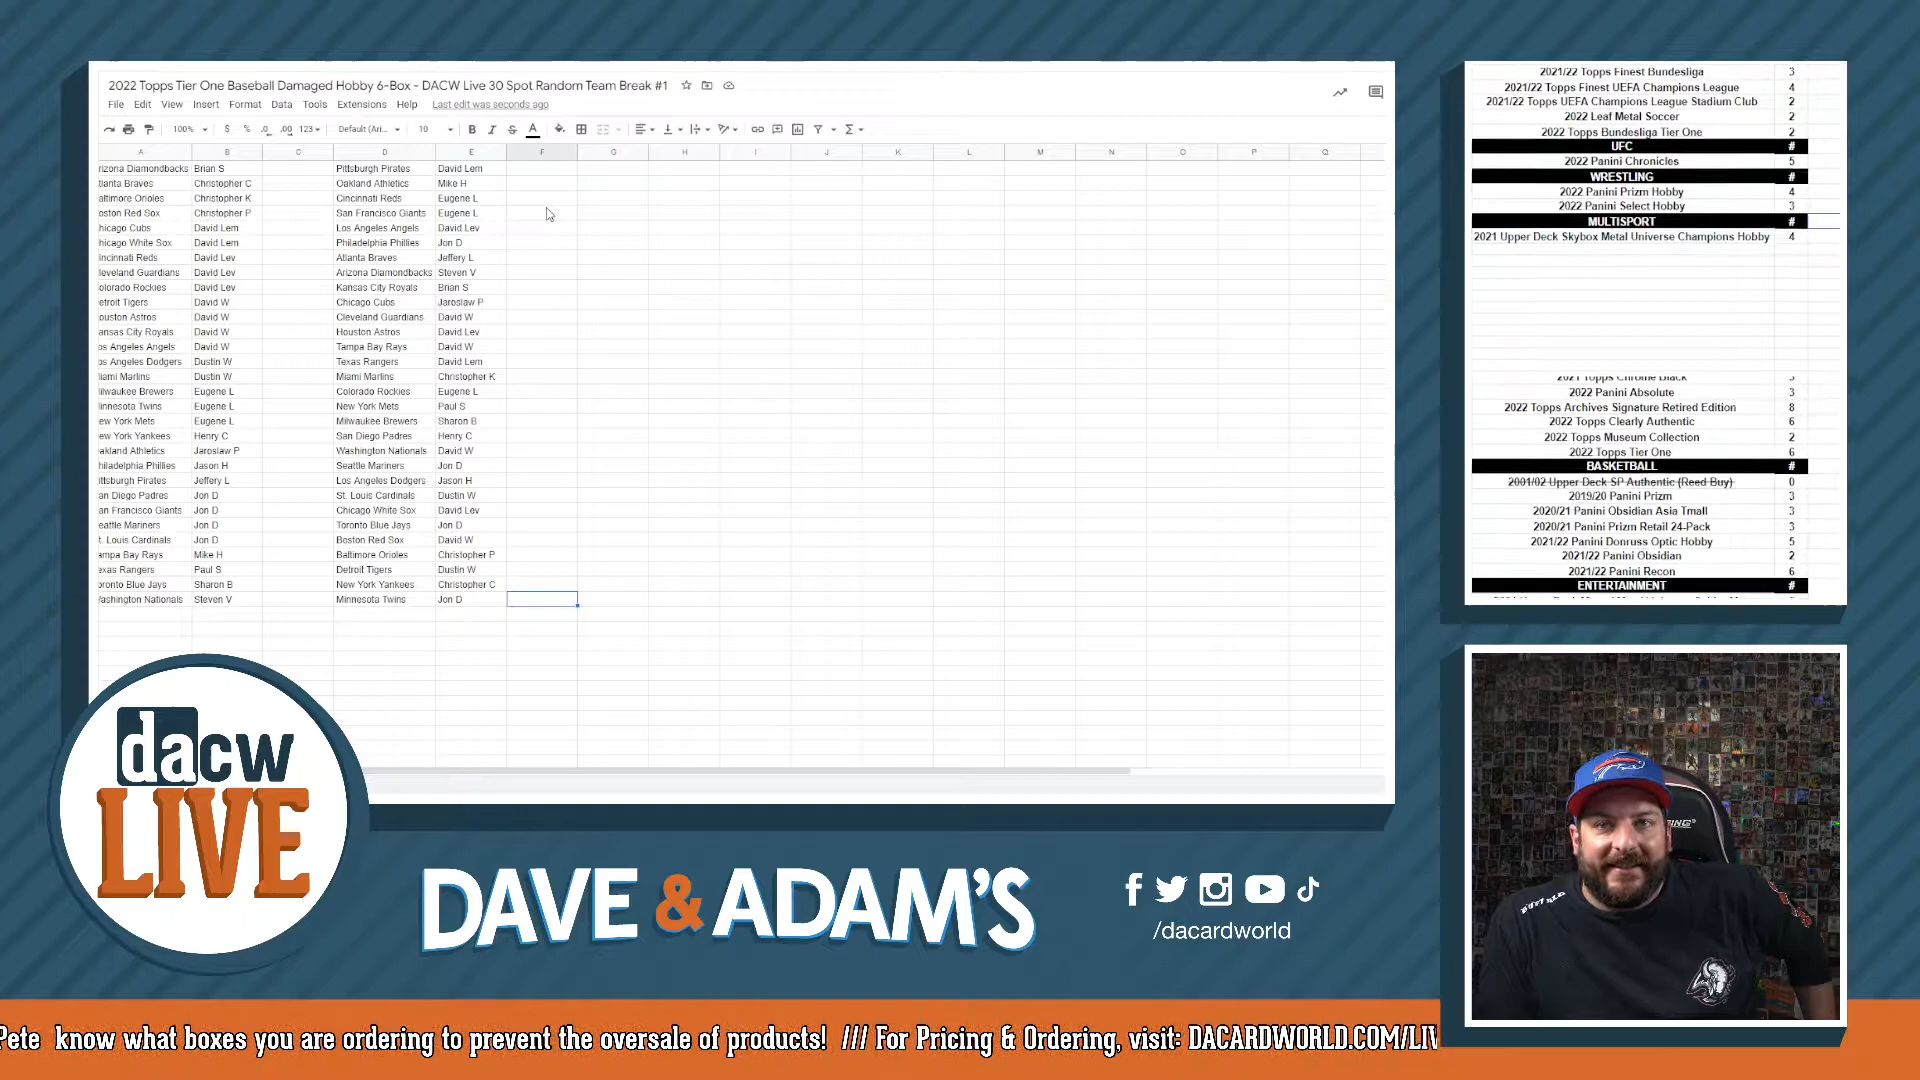 2022 Topps Tier One Baseball Damaged Hobby 6-Box - DACW Live 30 Spot Random Team Break #1
File Edit View Insert Format Data Tools Extensions Help Last edit was seconds ago
100% $ % .0 .00 123 Default (Ari... 10 B I S A
A B C D E F G H I J K L M N O P Q
rizona Diamondbacks Brian S Pittsburgh Pirates David Lem
tlanta Braves Christopher C Oakland Athletics Mike H
altimore Orioles Christopher K Cincinnati Reds Eugene L
oston Red Sox Christopher P San Francisco Giants Eugene L
hicago Cubs David Lem Los Angeles Angels David Lev
hicago White Sox David Lem Philadelphia Phillies Jon D
incinnati Reds David Lev Atlanta Braves Jeffery L
leveland Guardians David Lev Arizona Diamondbacks Steven V
olorado Rockies David Lev Kansas City Royals Brian S
etroit Tigers David W Chicago Cubs Jaroslaw P
ouston Astros David W Cleveland Guardians David W
ansas City Royals David W Houston Astros David Lev
os Angeles Angels David W Tampa Bay Rays David W
os Angeles Dodgers Dustin W Texas Rangers David Lem
liami Marlins Dustin W Miami Marlins Christopher K
ilwaukee Brewers Eugene L Colorado Rockies Eugene L
innesota Twins Eugene L New York Mets Paul S
ew York Mets Eugene L Milwaukee Brewers Sharon B
ew York Yankees Henry C San Diego Padres Henry C
akland Athletics Jaroslaw P Washington Nationals David W
hiladelphia Phillies Jason H Seattle Mariners Jon D
ittsburgh Pirates Jeffery L Los Angeles Dodgers Jason H
an Diego Padres Jon D St. Louis Cardinals Dustin W
an Francisco Giants Jon D Chicago White Sox David Lev
eattle Mariners Jon D Toronto Blue Jays Jon D
t. Louis Cardinals Jon D Boston Red Sox David W
ampa Bay Rays Mike H Baltimore Orioles Christopher P
exas Rangers Paul S Detroit Tigers Dustin W
oronto Blue Jays Sharon B New York Yankees Christopher C
ashington Nationals Steven V Minnesota Twins Jon D
2021/22 Topps Finest Bundesliga 3
2021/22 Topps Finest UEFA Champions League 4
2021/22 Topps UEFA Champions League Stadium Club 2
2022 Leaf Metal Soccer 2
2022 Topps Bundesliga Tier One 2
UFC #
2022 Panini Chronicles 5
WRESTLING #
2022 Panini Prizm Hobby 4
2022 Panini Select Hobby 3
MULTISPORT #
2021 Upper Deck Skybox Metal Universe Champions Hobby 4
2021 Topps Chrome Black
2022 Panini Absolute 3
2022 Topps Archives Signature Retired Edition 8
2022 Topps Clearly Authentic 6
2022 Topps Museum Collection 2
2022 Topps Tier One 6
BASKETBALL #
2001/02 Upper Deck SP Authentic (Reed Buy) 0
2019/20 Panini Prizm 3
2020/21 Panini Obsidian Asia Tmall 3
2020/21 Panini Prizm Retail 24-Pack 3
2021/22 Panini Donruss Optic Hobby 5
2021/22 Panini Obsidian 2
2021/22 Panini Recon 6
ENTERTAINMENT #
dacw
LIVE
DAVE & ADAM'S
/dacardworld
Pete know what boxes you are ordering to prevent the oversale of products! /// For Pricing & Ordering, visit: DACARDWORLD.COM/LIV